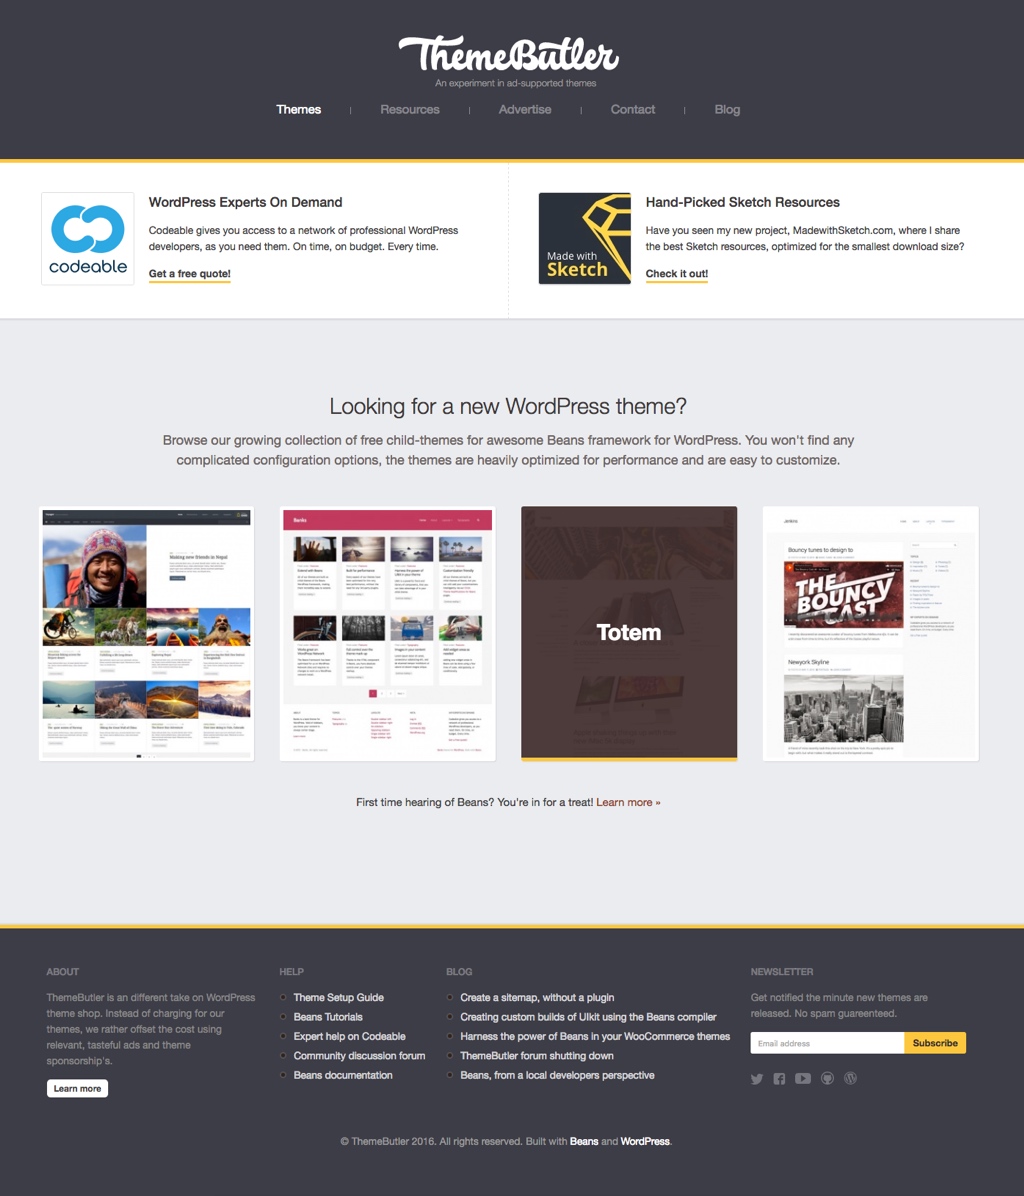 ThemeButler
An experiment in ad-supported themes
Themes | Resources | Advertise | Contact | Blog
codeable
WordPress Experts On Demand
Codeable gives you access to a network of professional WordPress
developers, as you need them. On time, on budget. Every time.
Get a free quote!
Made with
Sketch
Hand-Picked Sketch Resources
Have you seen my new project, MadewithSketch.com, where I share
the best Sketch resources, optimized for the smallest download size?
Check it out!
Looking for a new WordPress theme?
Browse our growing collection of free child-themes for awesome Beans framework for WordPress. You won't find any
complicated configuration options, the themes are heavily optimized for performance and are easy to customize.
Making new friends in Nepal
Banks
Totem
Jenkins
Bouncy tunes to design to
THE
BOUNCY
CAST
Newyork Skyline
First time hearing of Beans? You're in for a treat! Learn more »
ABOUT
ThemeButler is an different take on WordPress
theme shop. Instead of charging for our
themes, we rather offset the cost using
relevant, tasteful ads and theme
sponsorship's.
Learn more
HELP
Theme Setup Guide
Beans Tutorials
Expert help on Codeable
Community discussion forum
Beans documentation
BLOG
Create a sitemap, without a plugin
Creating custom builds of UIkit using the Beans compiler
Harness the power of Beans in your WooCommerce themes
ThemeButler forum shutting down
Beans, from a local developers perspective
NEWSLETTER
Get notified the minute new themes are
released. No spam guareenteed.
Email address
Subscribe
© ThemeButler 2016. All rights reserved. Built with Beans and WordPress.